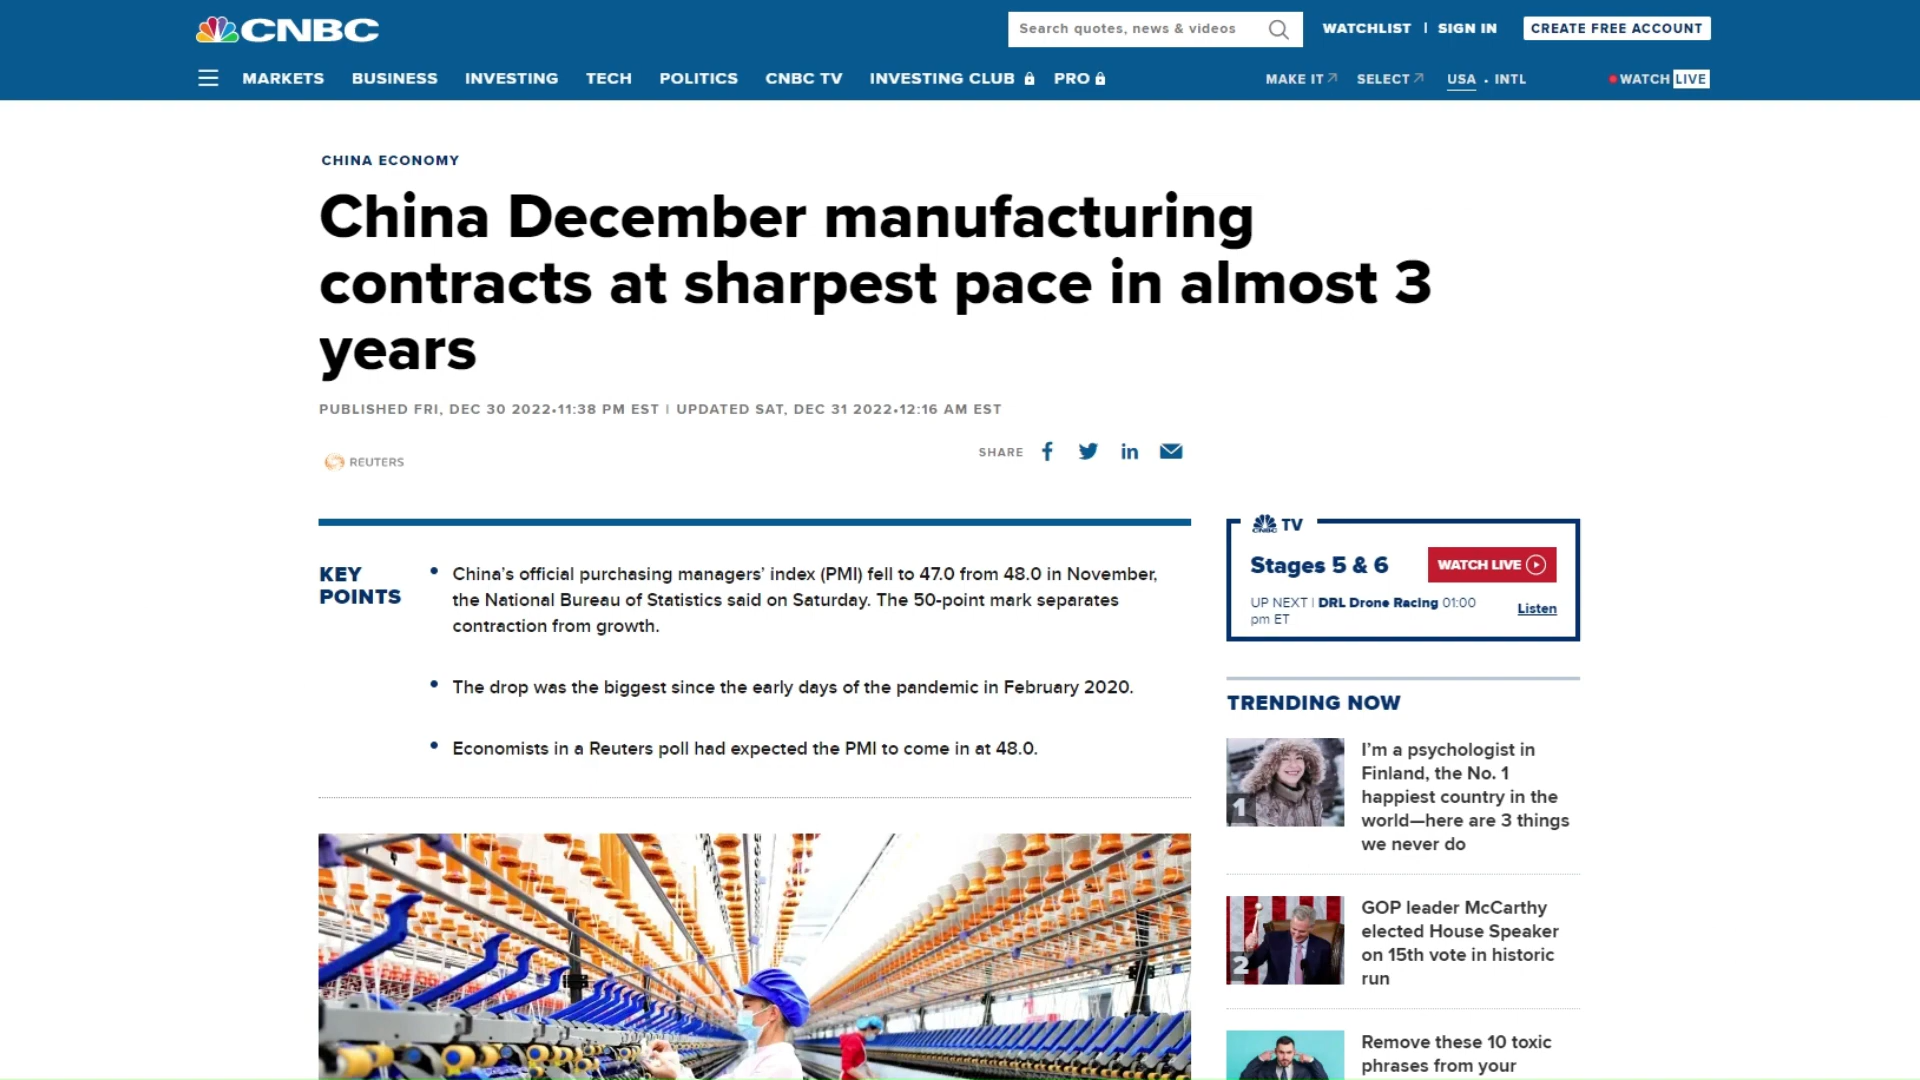 CNBC
Search quotes, news & videos
WATCHLIST | SIGN IN
CREATE FREE ACCOUNT
MARKETS BUSINESS INVESTING TECH POLITICS CNBC TV INVESTING CLUB PRO
MAKE IT SELECT USA • INTL
WATCH LIVE
CHINA ECONOMY
China December manufacturing
contracts at sharpest pace in almost 3
years
PUBLISHED FRI, DEC 30 2022•11:38 PM EST | UPDATED SAT, DEC 31 2022•12:16 AM EST
REUTERS
SHARE
KEY
POINTS
China’s official purchasing managers’ index (PMI) fell to 47.0 from 48.0 in November,
the National Bureau of Statistics said on Saturday. The 50-point mark separates
contraction from growth.
The drop was the biggest since the early days of the pandemic in February 2020.
Economists in a Reuters poll had expected the PMI to come in at 48.0.
CNBC TV
Stages 5 & 6
WATCH LIVE
UP NEXT | DRL Drone Racing 01:00
pm ET
Listen
TRENDING NOW
1
I’m a psychologist in
Finland, the No. 1
happiest country in the
world—here are 3 things
we never do
2
GOP leader McCarthy
elected House Speaker
on 15th vote in historic
run
Remove these 10 toxic
phrases from your